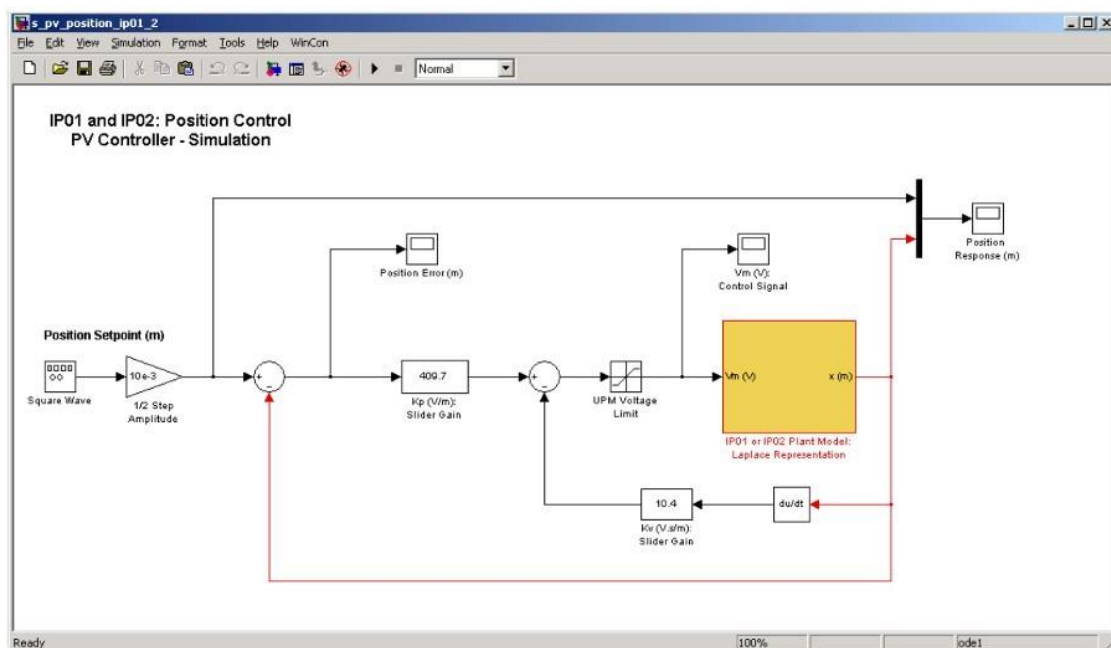 s_pv_position_ip01_2
File Edit View Simulation Format Tools Help WinCon
Normal
IP01 and IP02: Position Control
PV Controller - Simulation
Position
Response (m)
Position Error (m)
Vm (V):
Control Signal
Position Setpoint (m)
Square Wave
10e-3
1/2 Step
Amplitude
+
-
409.7
Kp (V/m):
Slider Gain
+
-
UPM Voltage
Limit
Vm (V)
x (m)
IP01 or IP02 Plant Model:
Laplace Representation
10.4
Kv (V.s/m):
Slider Gain
du/dt
Ready
100%
ode1